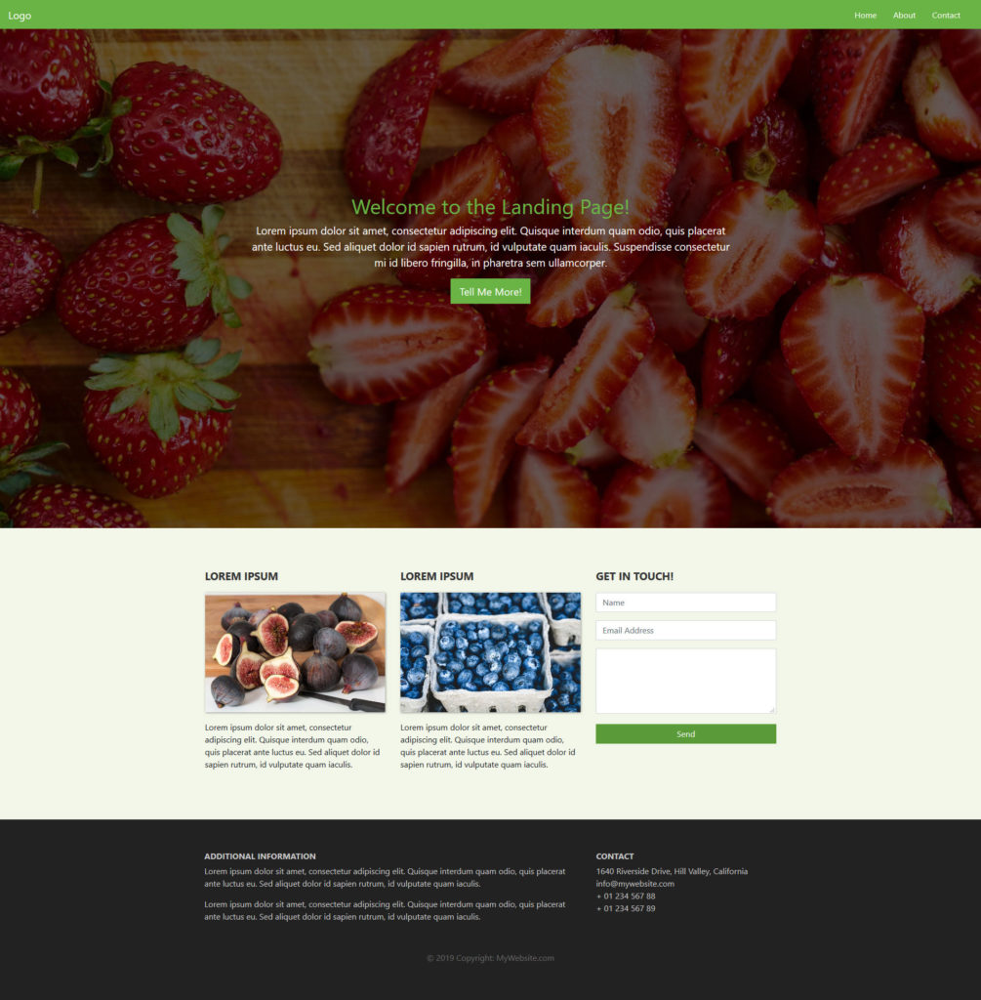 Logo
Home About Contact
Welcome to the Landing Page!
Lorem ipsum dolor sit amet, consectetur adipiscing elit. Quisque interdum quam odio, quis placerat
ante luctus eu. Sed aliquet dolor id sapien rutrum, id vulputate quam iaculis. Suspendisse consectetur
mi id libero fringilla, in pharetra sem ullamcorper.
Tell Me More!
LOREM IPSUM
Lorem ipsum dolor sit amet, consectetur
adipiscing elit. Quisque interdum quam odio,
quis placerat ante luctus eu. Sed aliquet dolor id
sapien rutrum, id vulputate quam iaculis.
LOREM IPSUM
Lorem ipsum dolor sit amet, consectetur
adipiscing elit. Quisque interdum quam odio,
quis placerat ante luctus eu. Sed aliquet dolor id
sapien rutrum, id vulputate quam iaculis.
GET IN TOUCH!
Name
Email Address
Send
ADDITIONAL INFORMATION
Lorem ipsum dolor sit amet, consectetur adipiscing elit. Quisque interdum quam odio, quis placerat
ante luctus eu. Sed aliquet dolor id sapien rutrum, id vulputate quam iaculis.
Lorem ipsum dolor sit amet, consectetur adipiscing elit. Quisque interdum quam odio, quis placerat
ante luctus eu. Sed aliquet dolor id sapien rutrum, id vulputate quam iaculis.
CONTACT
1640 Riverside Drive, Hill Valley, California
info@mywebsite.com
+ 01 234 567 88
+ 01 234 567 89
© 2019 Copyright: MyWebsite.com